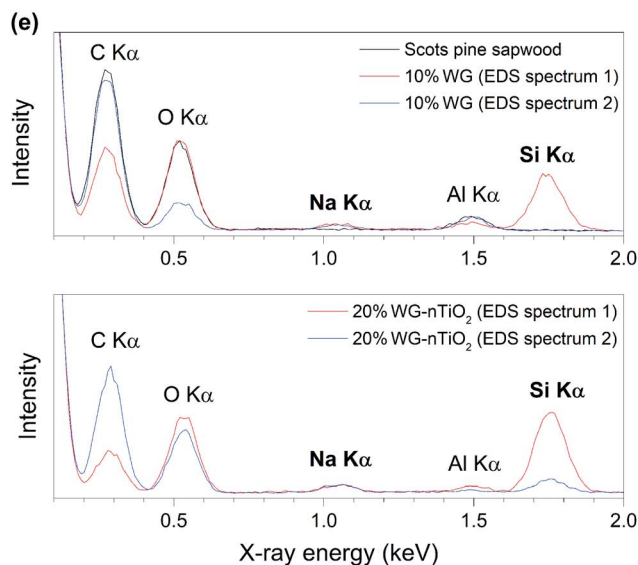 (e)
C Kα
O Kα
Na Kα
Al Kα
Si Kα
Scots pine sapwood
10% WG (EDS spectrum 1)
10% WG (EDS spectrum 2)
Intensity
0.5
1.0
1.5
2.0
20% WG-nTiO₂ (EDS spectrum 1)
20% WG-nTiO₂ (EDS spectrum 2)
C Kα
O Kα
Na Kα
Al Kα
Si Kα
Intensity
0.5
1.0
1.5
2.0
X-ray energy (keV)